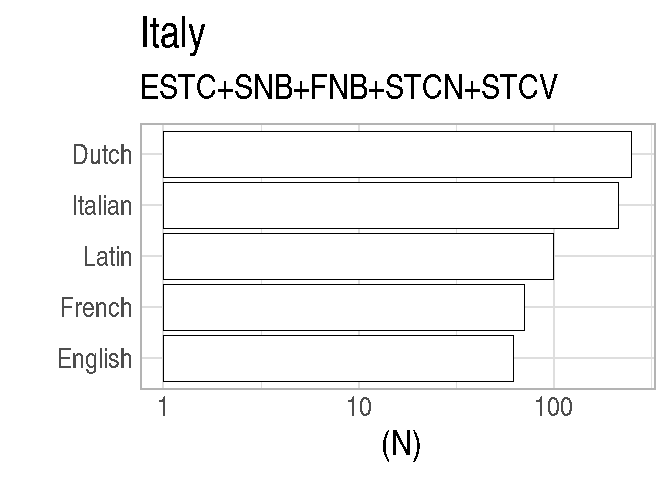 Italy
ESTC+SNB+FNB+STCN+STCV
Dutch
Italian
Latin
French
English
1 10 100
(N)